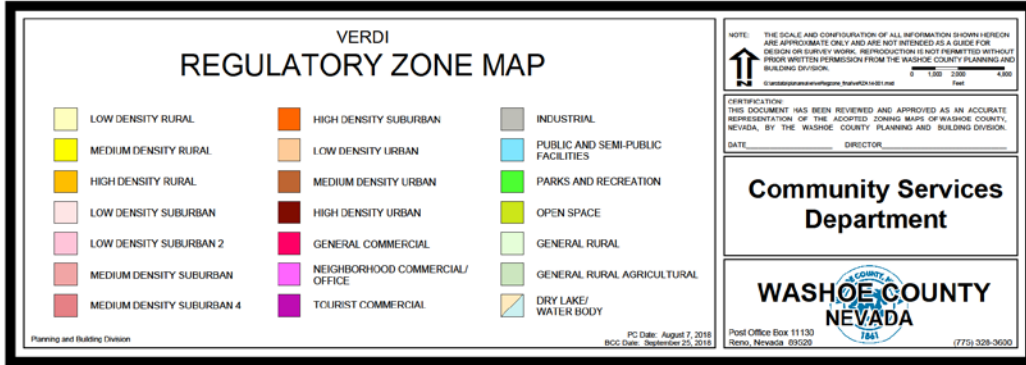 VERDI
REGULATORY ZONE MAP
LOW DENSITY RURAL
MEDIUM DENSITY RURAL
HIGH DENSITY RURAL
LOW DENSITY SUBURBAN
LOW DENSITY SUBURBAN 2
MEDIUM DENSITY SUBURBAN
MEDIUM DENSITY SUBURBAN 4
HIGH DENSITY SUBURBAN
LOW DENSITY URBAN
MEDIUM DENSITY URBAN
HIGH DENSITY URBAN
GENERAL COMMERCIAL
NEIGHBORHOOD COMMERCIAL/
OFFICE
TOURIST COMMERCIAL
INDUSTRIAL
PUBLIC AND SEMI-PUBLIC
FACILITIES
PARKS AND RECREATION
OPEN SPACE
GENERAL RURAL
GENERAL RURAL AGRICULTURAL
DRY LAKE/
WATER BODY
Planning and Building Division
PC Date: August 7, 2018
BCC Date: September 25, 2018
NOTE: THE SCALE AND CONFIGURATION OF ALL INFORMATION SHOWN HEREON
ARE APPROXIMATE ONLY AND ARE NOT INTENDED AS A GUIDE FOR
DESIGN OR SURVEY WORK. REPRODUCTION IS NOT PERMITTED WITHOUT
PRIOR WRITTEN PERMISSION FROM THE WASHOE COUNTY PLANNING AND
BUILDING DIVISION.
0 1,000 2,000 4,000
Feet
CERTIFICATION:
THIS DOCUMENT HAS BEEN REVIEWED AND APPROVED AS AN ACCURATE
REPRESENTATION OF THE ADOPTED ZONING MAPS OF WASHOE COUNTY,
NEVADA, BY THE WASHOE COUNTY PLANNING AND BUILDING DIVISION.
DATE DIRECTOR
Community Services
Department
WASHOE COUNTY
NEVADA
1861
Post Office Box 11130
Reno, Nevada 89520
(775) 328-3600